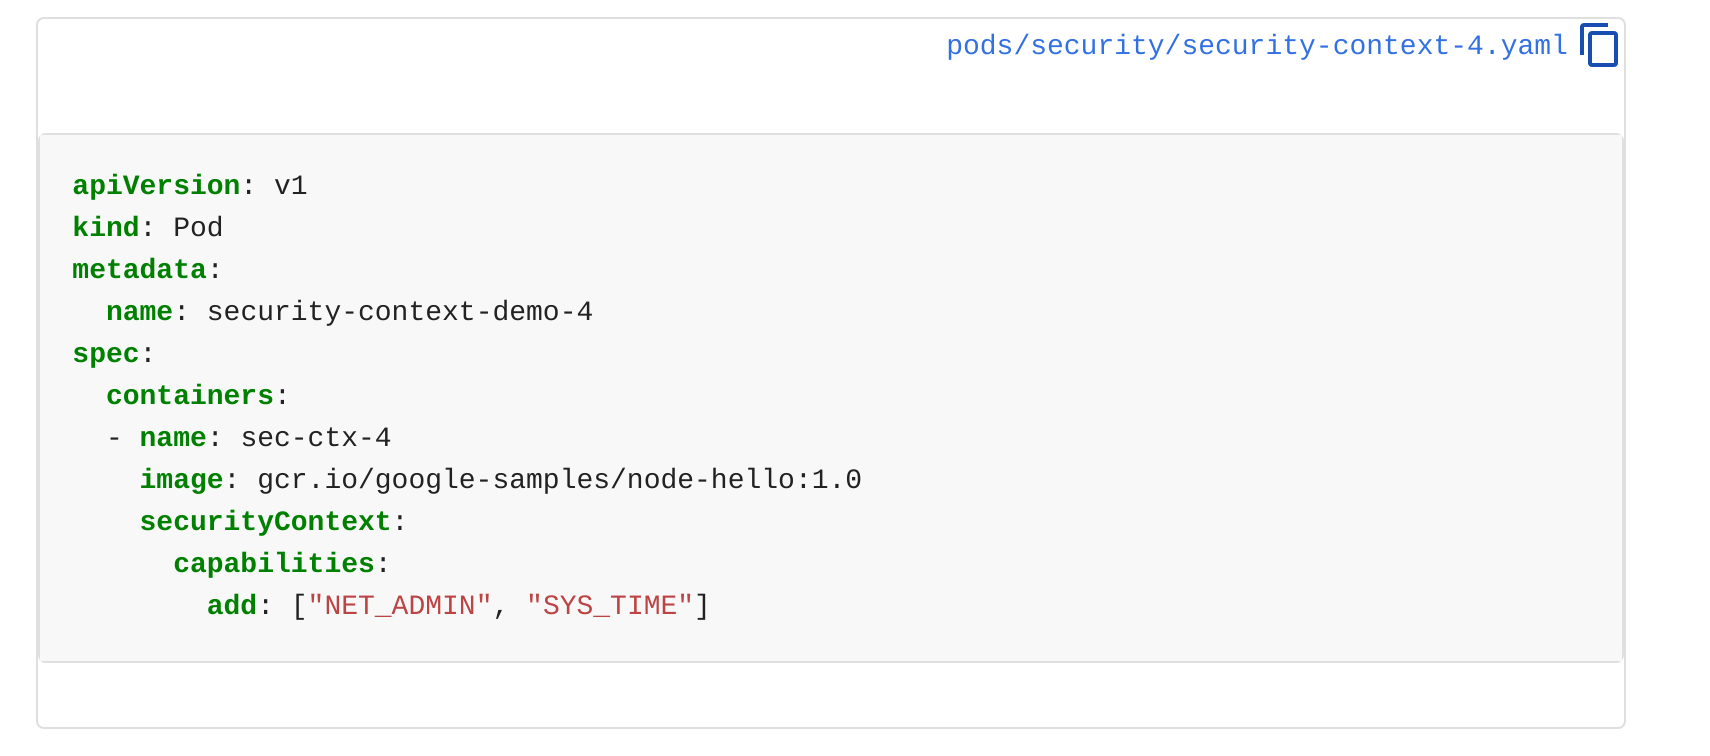 pods/security/security-context-4.yaml
apiVersion: v1
kind: Pod
metadata:
  name: security-context-demo-4
spec:
  containers:
  - name: sec-ctx-4
    image: gcr.io/google-samples/node-hello:1.0
    securityContext:
      capabilities:
        add: ["NET_ADMIN", "SYS_TIME"]